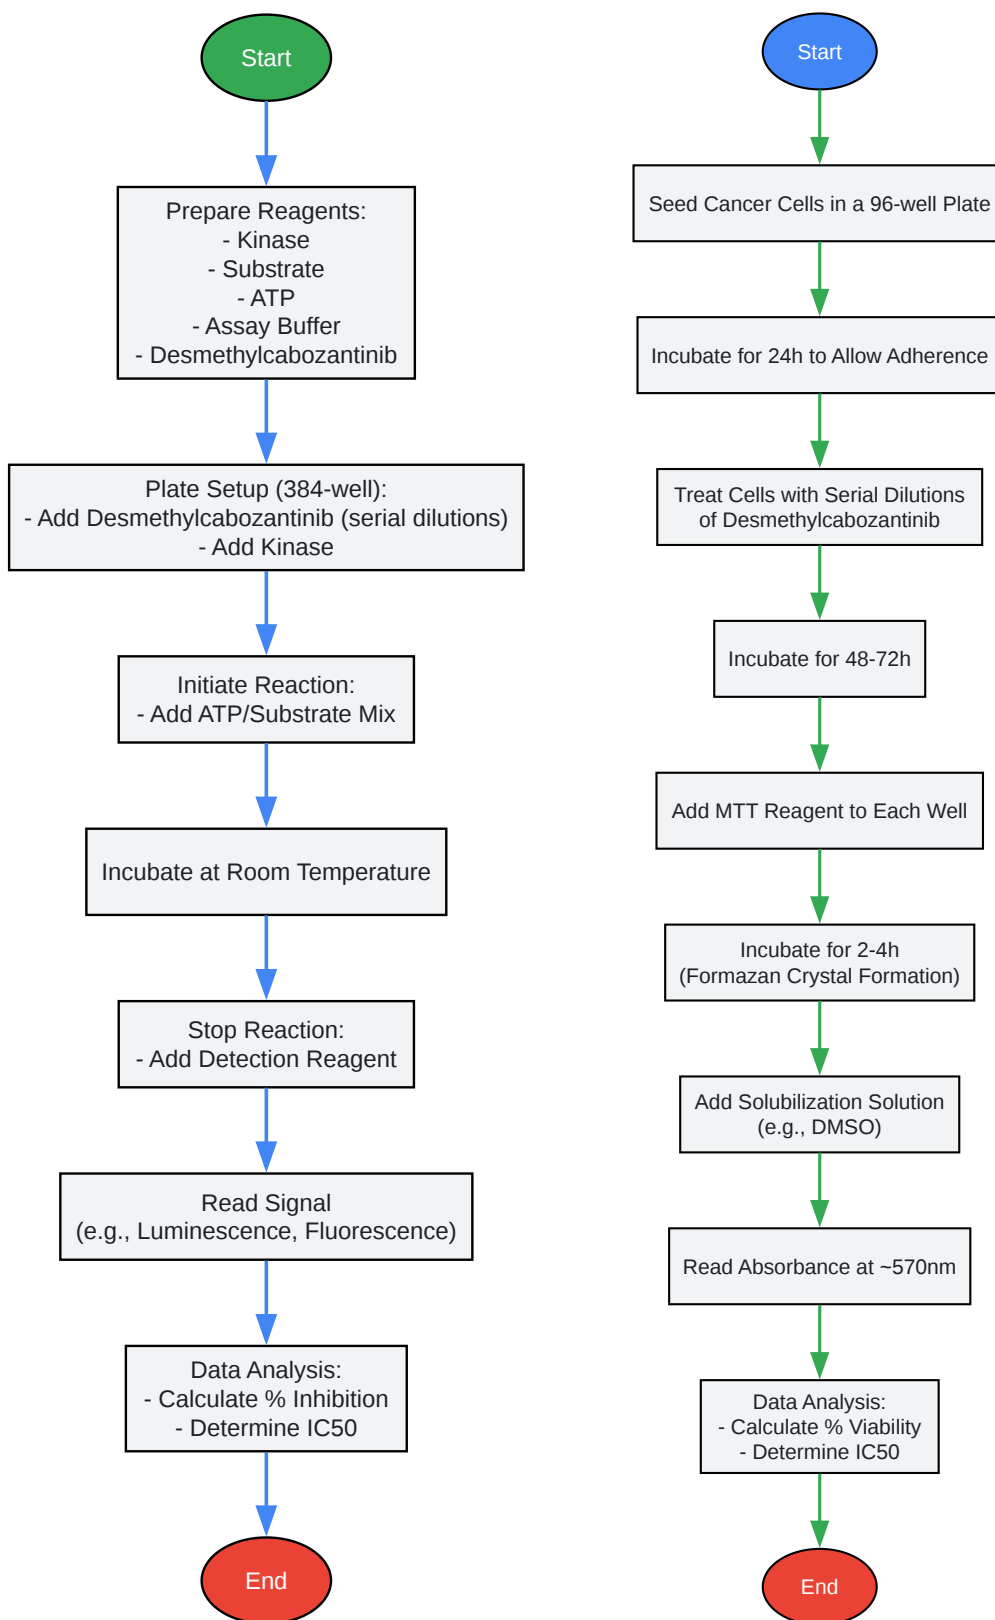 Start
Prepare Reagents:
- Kinase
- Substrate
- ATP
- Assay Buffer
- Desmethylcabozantinib
Plate Setup (384-well):
- Add Desmethylcabozantinib (serial dilutions)
- Add Kinase
Initiate Reaction:
- Add ATP/Substrate Mix
Incubate at Room Temperature
Stop Reaction:
- Add Detection Reagent
Read Signal
(e.g., Luminescence, Fluorescence)
Data Analysis:
- Calculate % Inhibition
- Determine IC50
End
Start
Seed Cancer Cells in a 96-well Plate
Incubate for 24h to Allow Adherence
Treat Cells with Serial Dilutions
of Desmethylcabozantinib
Incubate for 48-72h
Add MTT Reagent to Each Well
Incubate for 2-4h
(Formazan Crystal Formation)
Add Solubilization Solution
(e.g., DMSO)
Read Absorbance at ~570nm
Data Analysis:
- Calculate % Viability
- Determine IC50
End